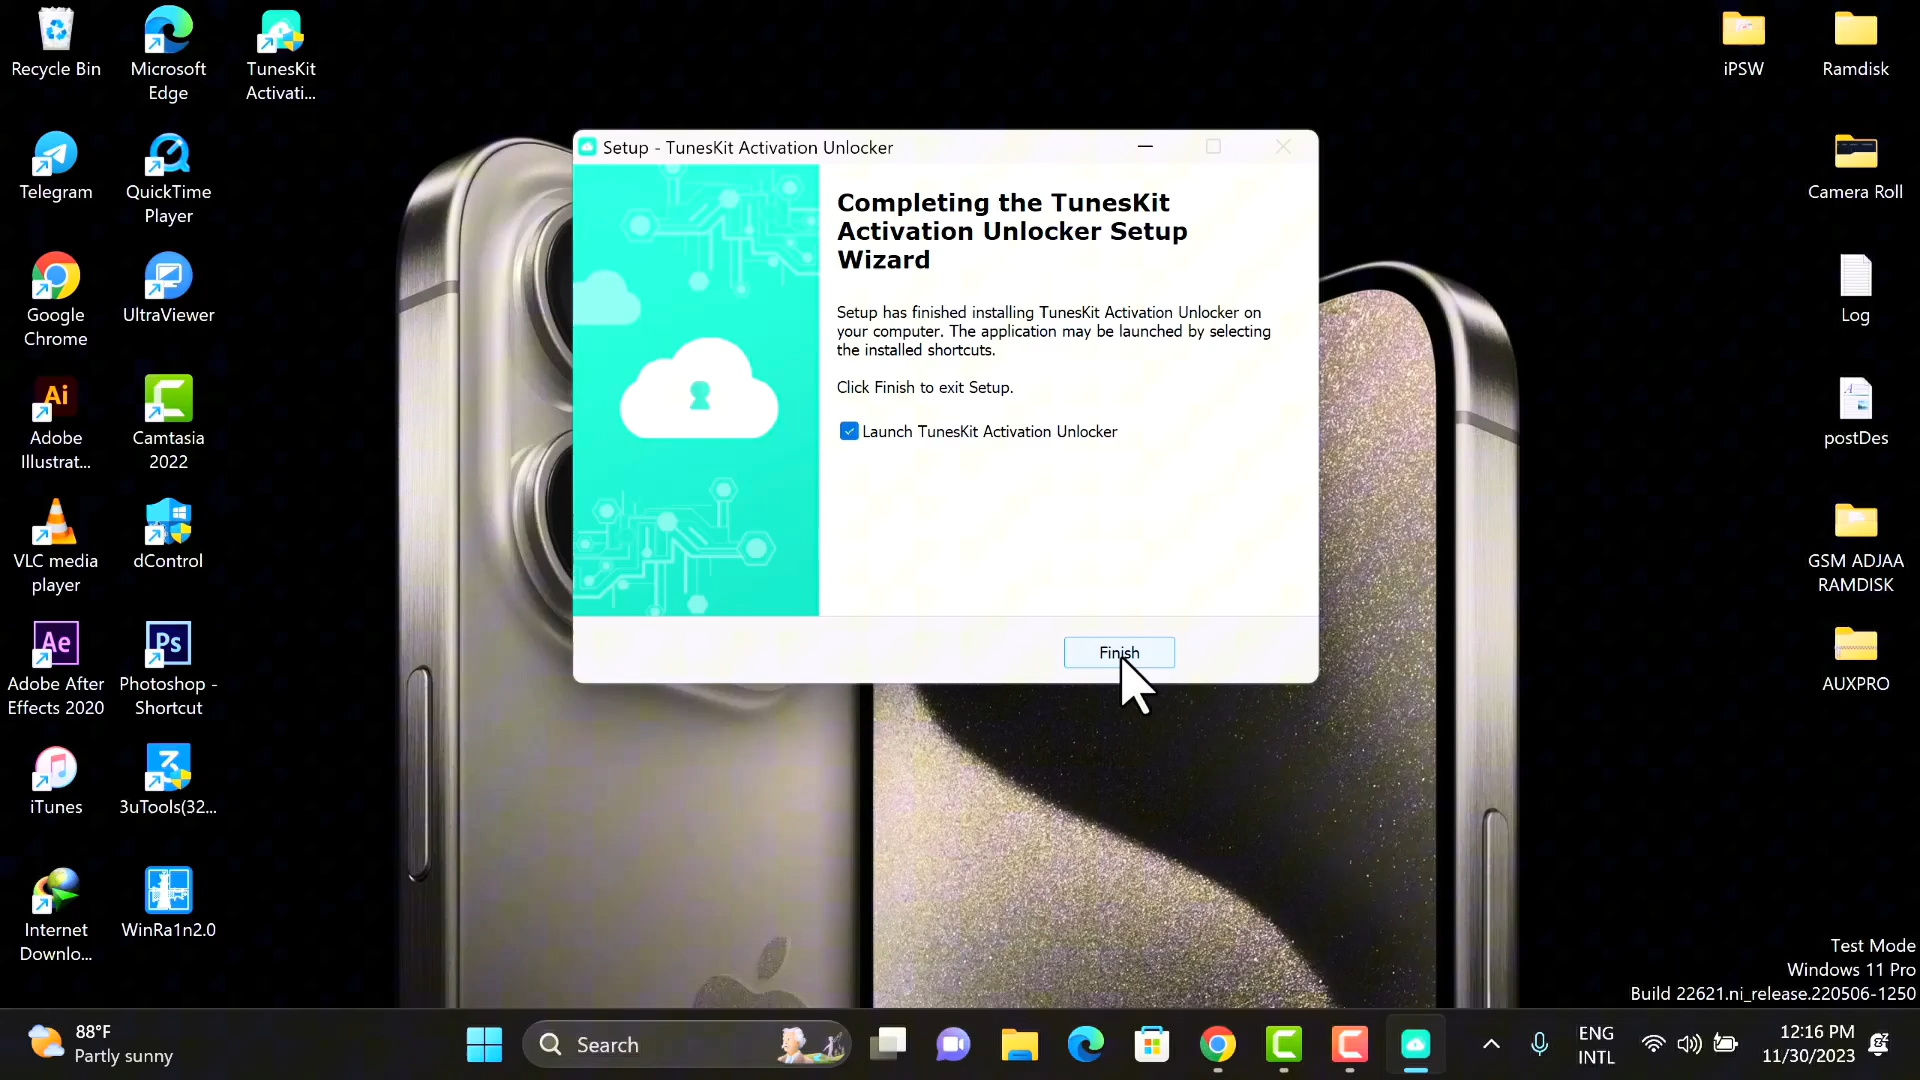 Recycle Bin
Microsoft
Edge
TunesKit
Activati...
iPSW
Ramdisk
Telegram
QuickTime
Player
Camera Roll
Google
Chrome
UltraViewer
Log
Ai
Adobe
Illustrat...
Camtasia
2022
postDes
VLC media
player
dControl
GSM ADJAA
RAMDISK
Ae
Adobe After
Effects 2020
Ps
Photoshop -
Shortcut
AUXPRO
iTunes
3uTools(32...
Internet
Downlo...
WinRa1n2.0
Setup - TunesKit Activation Unlocker
Completing the TunesKit
Activation Unlocker Setup
Wizard
Setup has finished installing TunesKit Activation Unlocker on
your computer. The application may be launched by selecting
the installed shortcuts.
Click Finish to exit Setup.
Launch TunesKit Activation Unlocker
Finish
Test Mode
Windows 11 Pro
Build 22621.ni_release.220506-1250
88°F
Partly sunny
Search
ENG
INTL
12:16 PM
11/30/2023